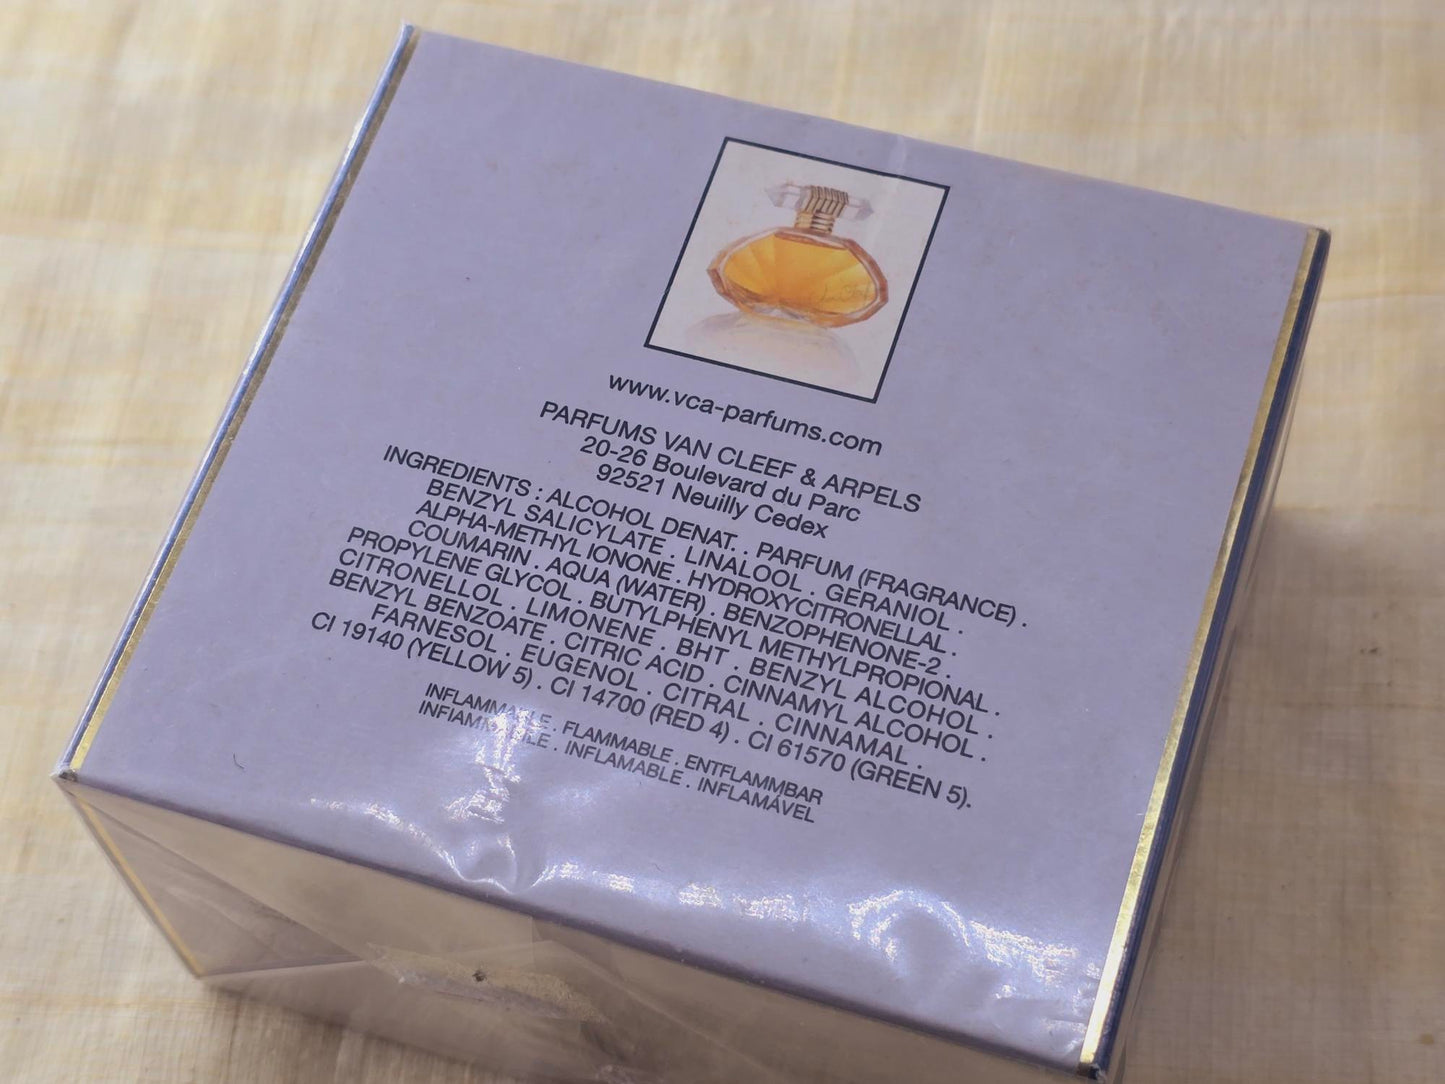 www.vca-parfums.com
PARFUMS VAN CLEEF & ARPELS
20-26 Boulevard du Parc
92521 Neuilly Cedex
INGREDIENTS : ALCOHOL DENAT. . PARFUM (FRAGRANCE) .
BENZYL SALICYLATE . LINALOOL . GERANIOL .
ALPHA-METHYL IONONE . HYDROXYCITRONELLAL .
COUMARIN . AQUA (WATER) . BENZOPHENONE-2 .
PROPYLENE GLYCOL . BUTYLPHENYL METHYLPROPIONAL .
CITRONELLOL . LIMONENE . BHT . BENZYL ALCOHOL .
BENZYL BENZOATE . CITRIC ACID . CINNAMYL ALCOHOL .
FARNESOL . EUGENOL . CITRAL . CINNAMAL .
CI 19140 (YELLOW 5) . CI 14700 (RED 4) . CI 61570 (GREEN 5).
INFLAMMABLE . FLAMMABLE . ENTFLAMMBAR
INFIAMMABILE . INFLAMABLE . INFLAMÁVEL